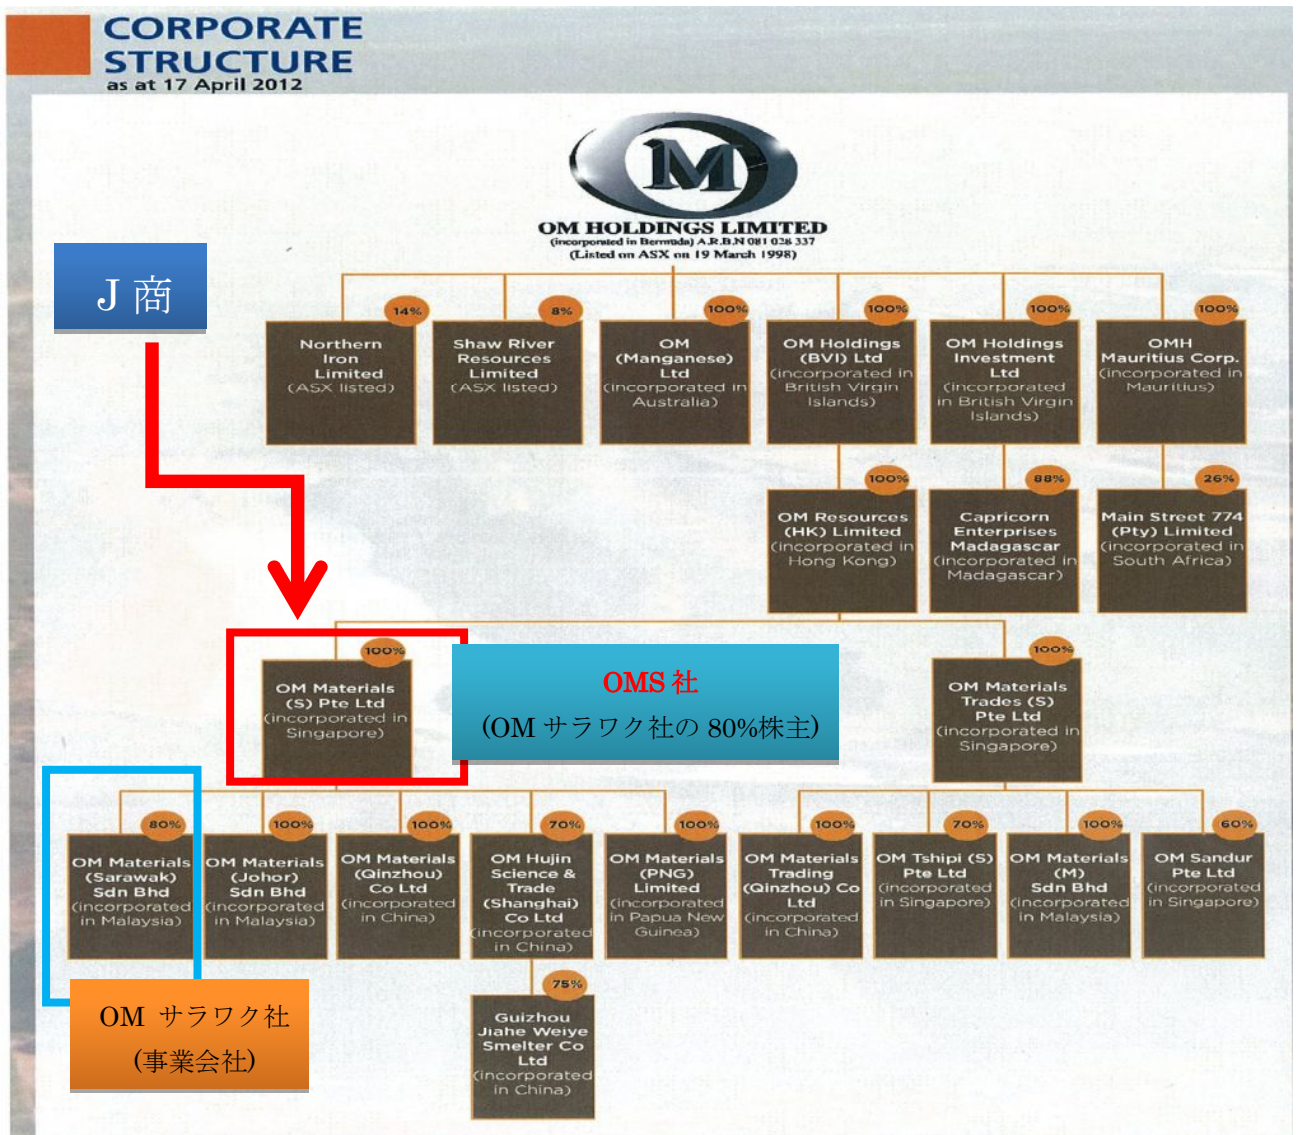 CORPORATE
STRUCTURE
as at 17 April 2012
M
OM HOLDINGS LIMITED
(incorporated in Bermuda) A.R.B.N 081 028 337
(Listed on ASX on 19 March 1998)
J 商
14%
Northern
Iron
Limited
(ASX listed)
8%
Shaw River
Resources
Limited
(ASX listed)
100%
OM
(Manganese)
Ltd
(incorporated in
Australia)
100%
OM Holdings
(BVI) Ltd
(incorporated in
British Virgin
Islands)
100%
OM Holdings
Investment
Ltd
(incorporated
in British Virgin
Islands)
100%
OMH
Mauritius Corp.
(incorporated in
Mauritius)
100%
OM Resources
(HK) Limited
(incorporated in
Hong Kong)
88%
Capricorn
Enterprises
Madagascar
(incorporated in
Madagascar)
26%
Main Street 774
(Pty) Limited
(incorporated in
South Africa)
100%
OM Materials
(S) Pte Ltd
(incorporated in
Singapore)
OMS 社
(OM サラワク社の 80%株主)
100%
OM Materials
Trades (S)
Pte Ltd
(incorporated in
Singapore)
80%
OM Materials
(Sarawak)
Sdn Bhd
(incorporated
in Malaysia)
100%
OM Materials
(Johor)
Sdn Bhd
(incorporated
in Malaysia)
100%
OM Materials
(Qinzhou)
Co Ltd
(incorporated
in China)
70%
OM Hujin
Science &
Trade
(Shanghai)
Co Ltd
(incorporated
in China)
100%
OM Materials
(PNG)
Limited
(incorporated
in Papua New
Guinea)
100%
OM Materials
Trading
(Qinzhou) Co
Ltd
(incorporated
in China)
70%
OM Tshipi (S)
Pte Ltd
(incorporated
in Singapore)
100%
OM Materials
(M)
Sdn Bhd
(incorporated
in Malaysia)
60%
OM Sandur
Pte Ltd
(incorporated
in Singapore)
OM サラワク社
(事業会社)
75%
Guizhou
Jiahe Weiye
Smelter Co
Ltd
(incorporated
in China)